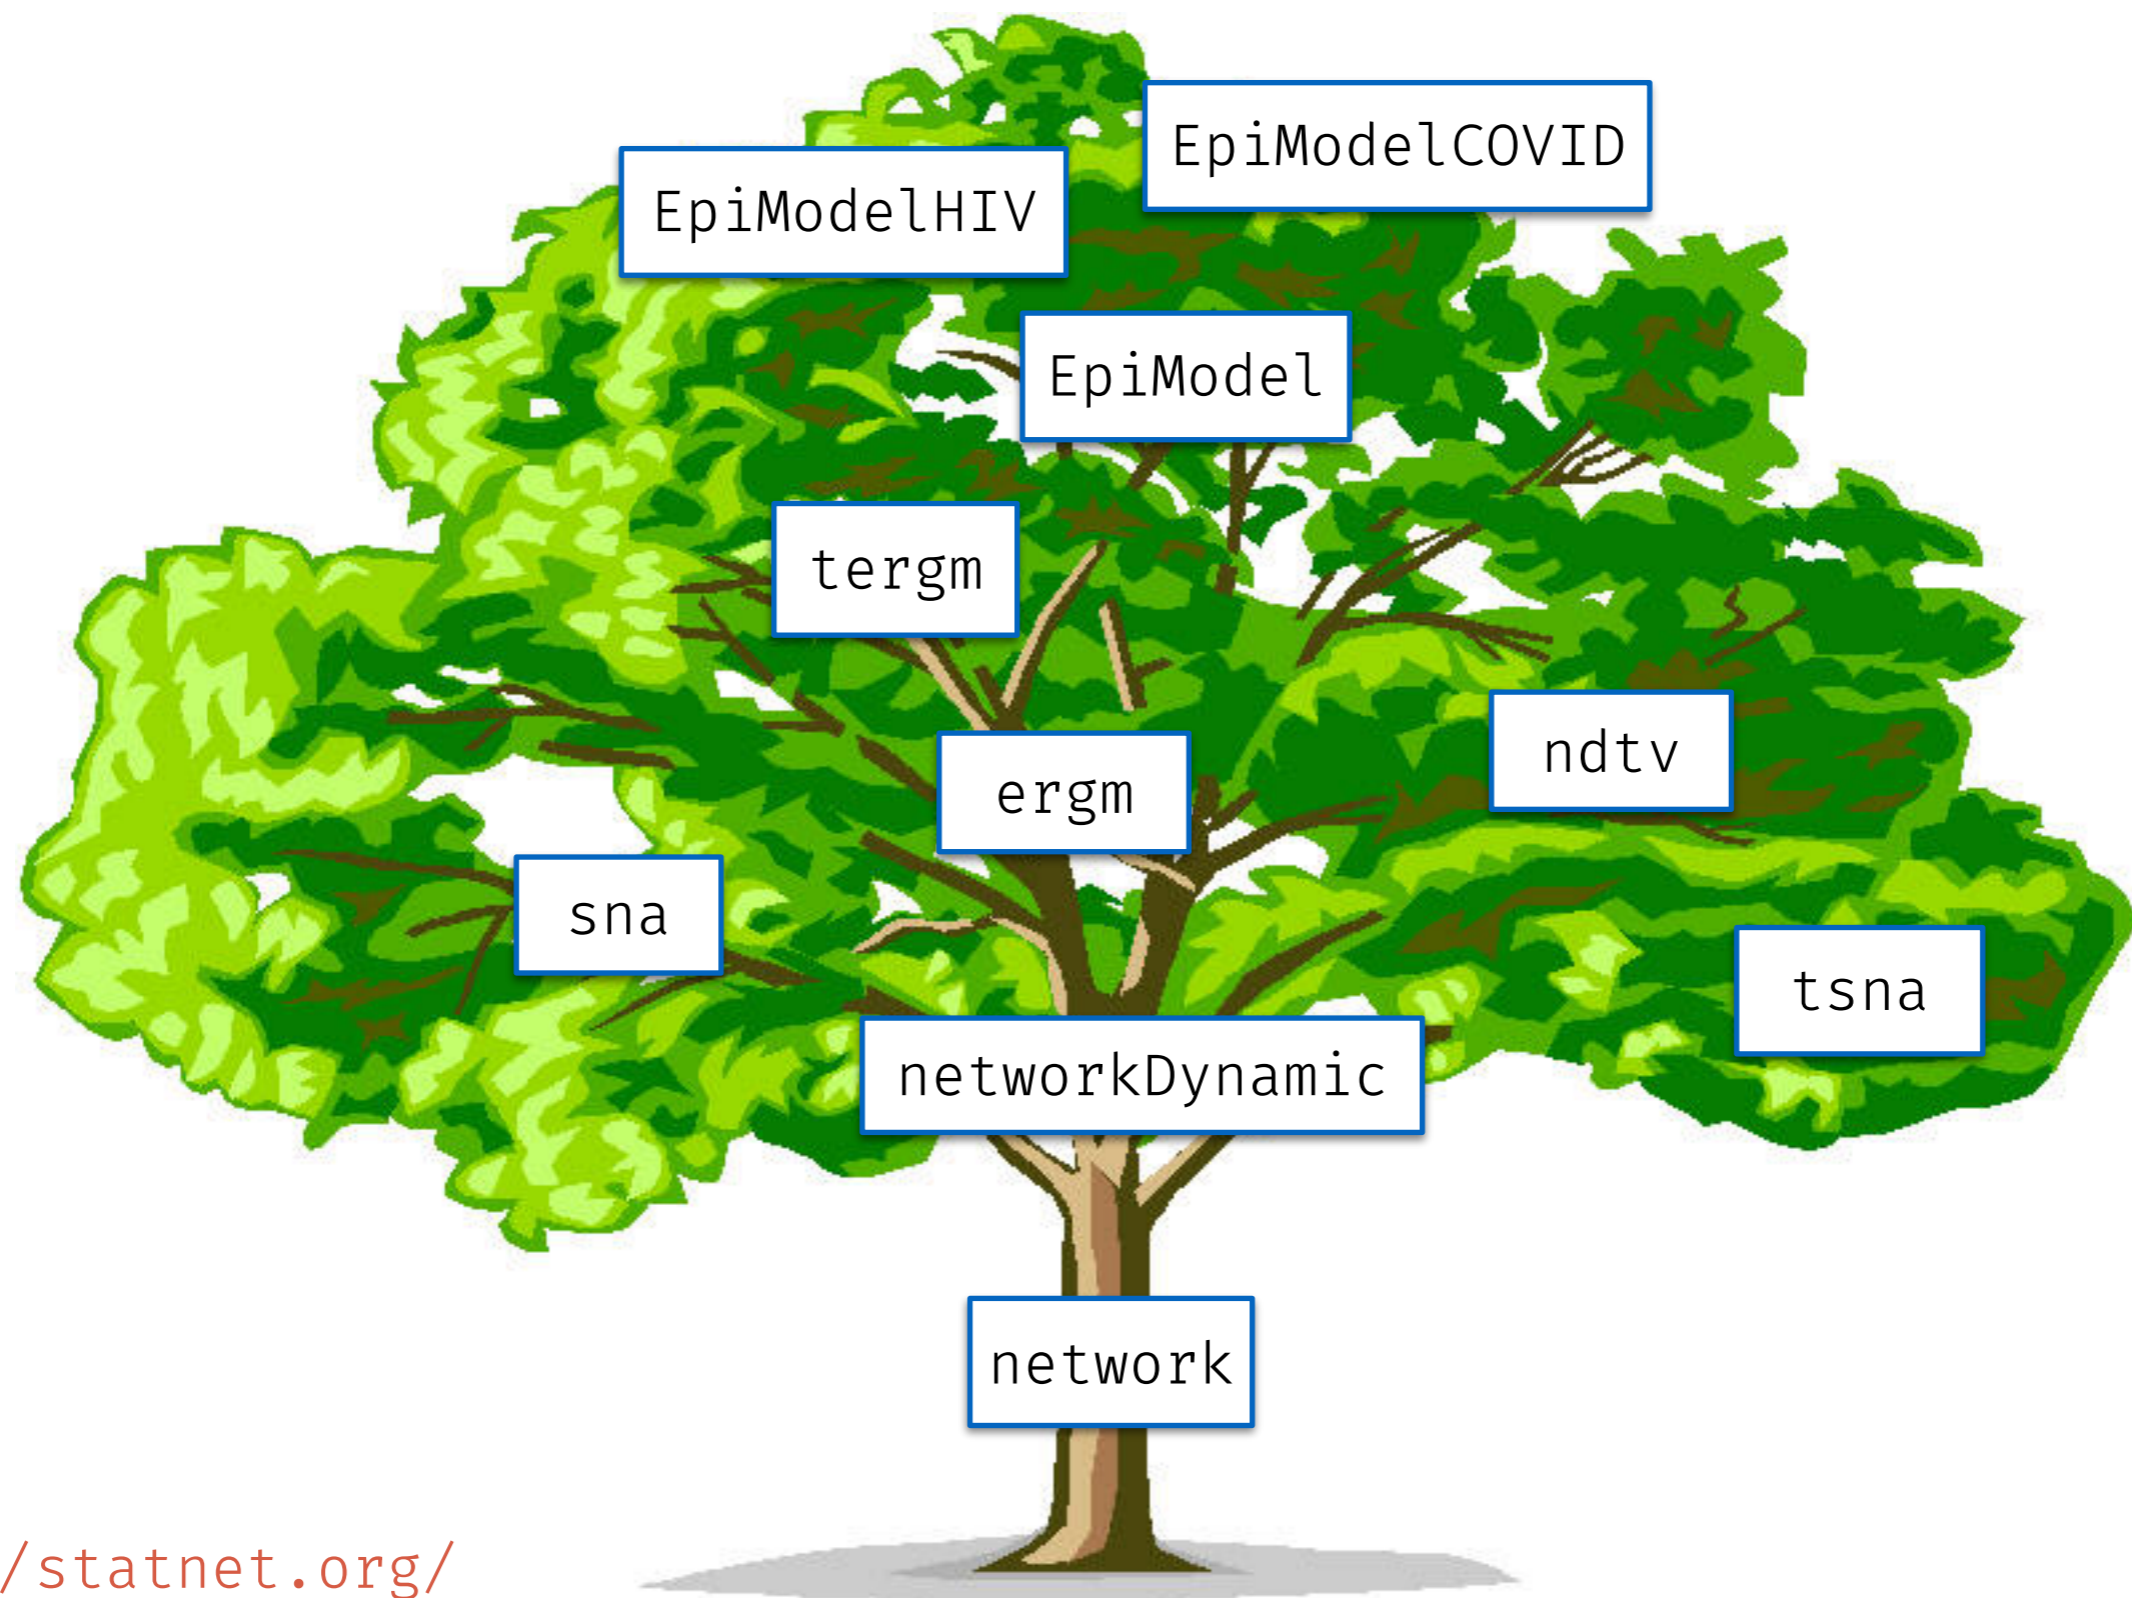 EpiModelCOVID
EpiModelHIV
EpiModel
tergm
ndtv
ergm
sna
tsna
networkDynamic
network
/statnet.org/